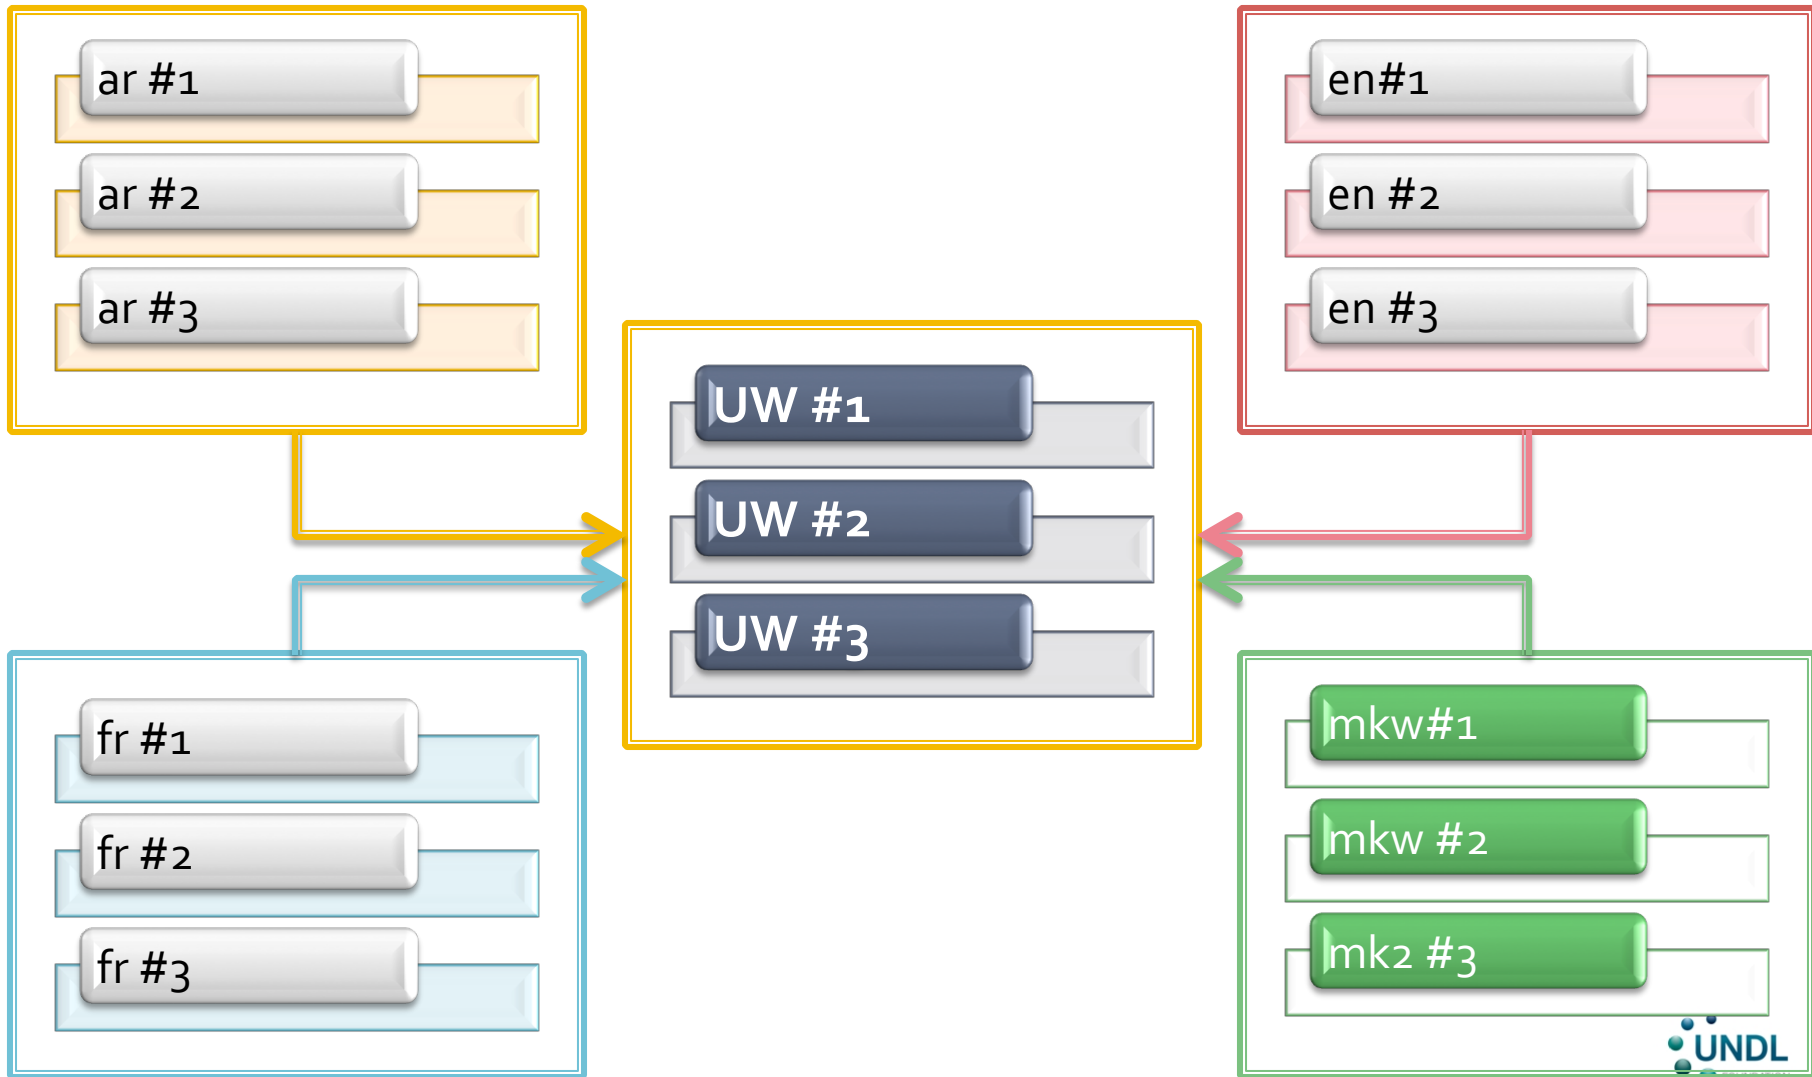 ar #1
ar #2
ar #3
en#1
en #2
en #3
UW #1
UW #2
UW #3
fr #1
fr #2
fr #3
mkw#1
mkw #2
mk2 #3
UNDL